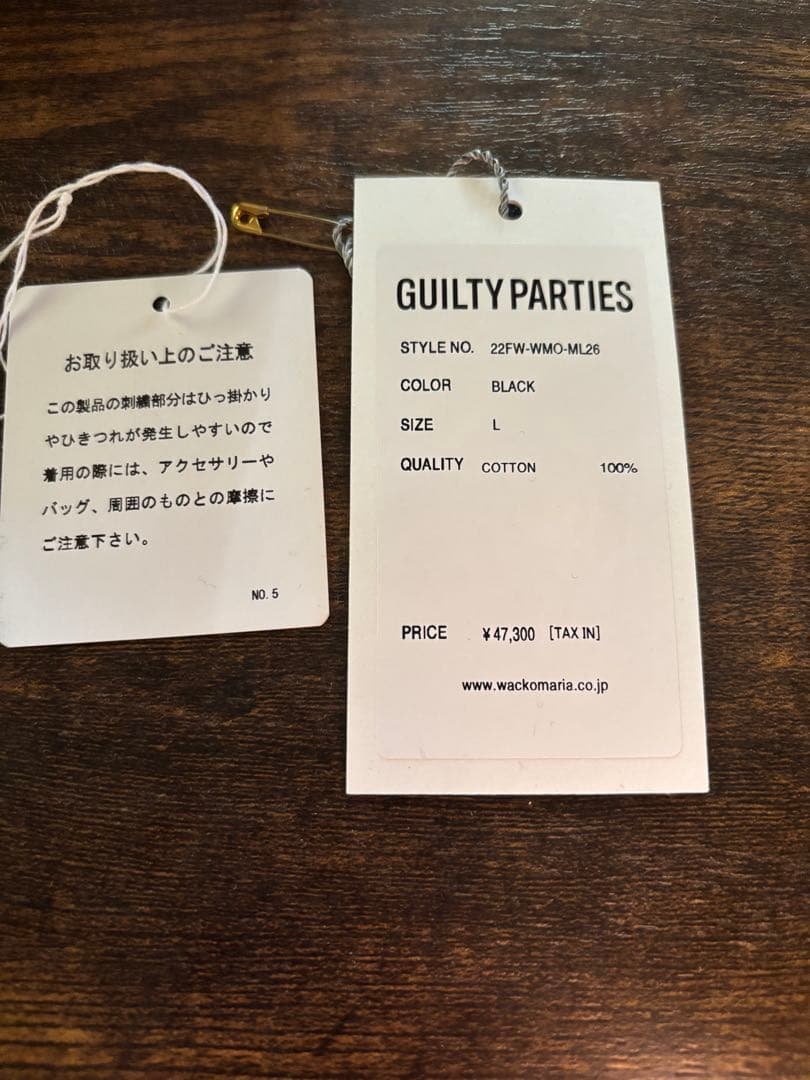 お取り扱い上のご注意
この製品の刺繍部分はひっ掛かり
やひきつれが発生しやすいので
着用の際には、アクセサリーや
バッグ、周囲のものとの摩擦に
ご注意下さい。
NO. 5
GUILTY PARTIES
STYLE NO. 22FW-WMO-ML26
COLOR BLACK
SIZE L
QUALITY COTTON 100%
PRICE ¥47,300 [TAX IN]
www.wackomaria.co.jp